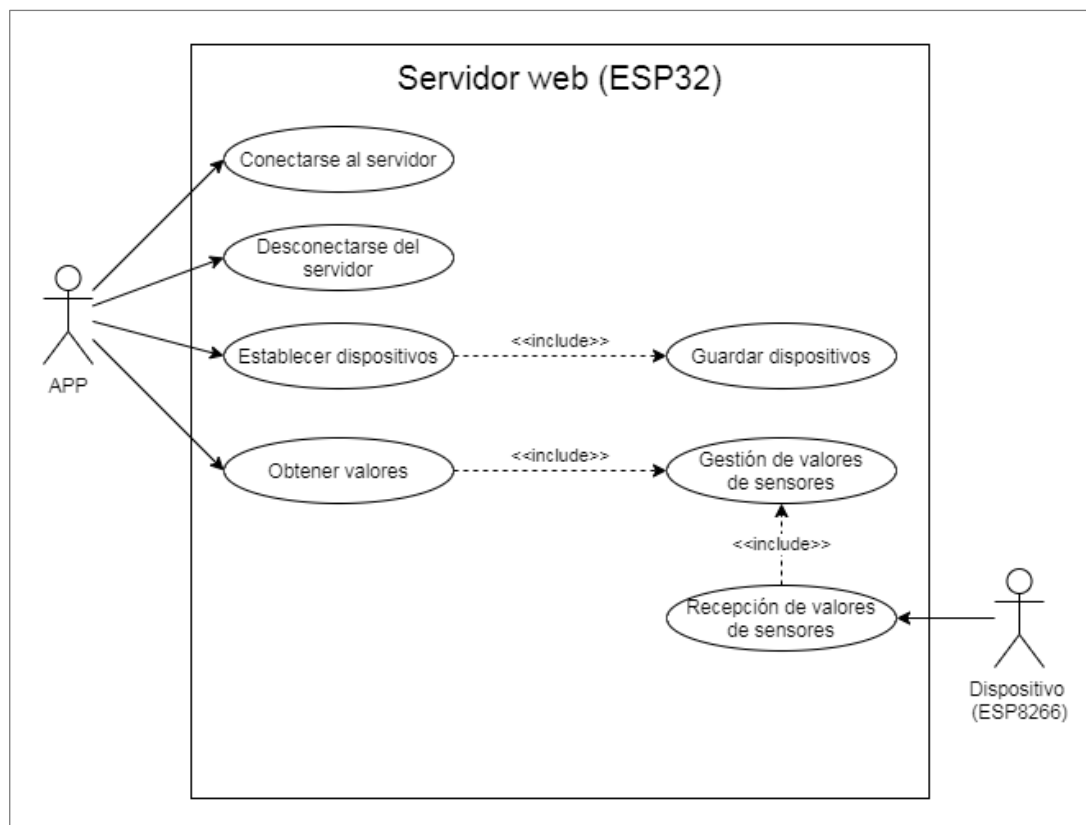 Servidor web (ESP32)
Conectarse al servidor
Desconectarse del
servidor
APP
Establecer dispositivos
<<include>>
Guardar dispositivos
Obtener valores
<<include>>
Gestión de valores
de sensores
<<include>>
Recepción de valores
de sensores
Dispositivo
(ESP8266)